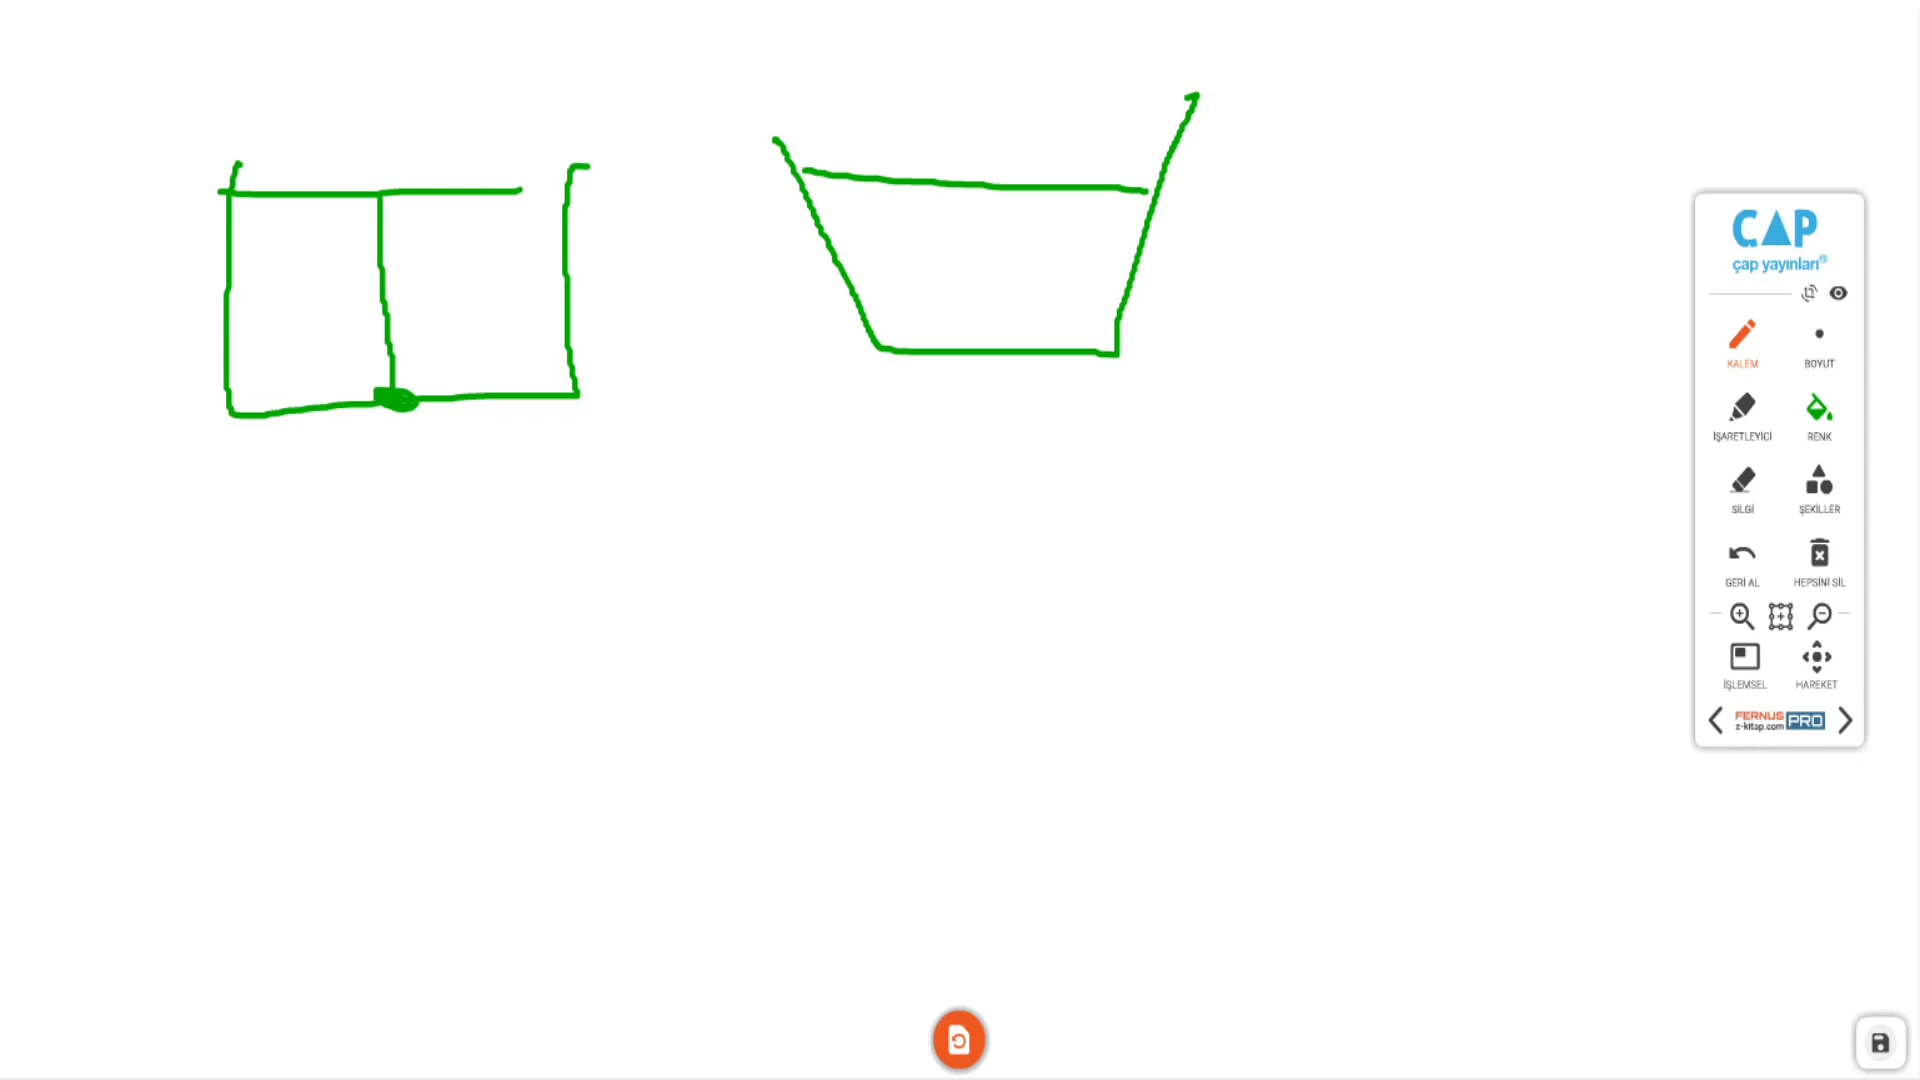 ÇAP
çap yayınları®
KALEM
BOYUT
İŞARETLEYİCİ
RENK
SİLGİ
ŞEKİLLER
GERİ AL
HEPSİNİ SİL
İŞLEMSEL
HAREKET
FERNUS
z-kitap.com
PRO